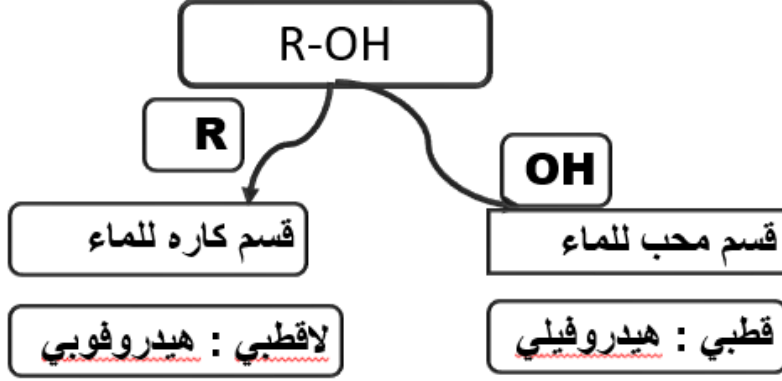 R-OH
R
OH
قسم كاره للماء
قسم محب للماء
لاقطبي : هيدروفوبي
قطبي : هيدروفيلي